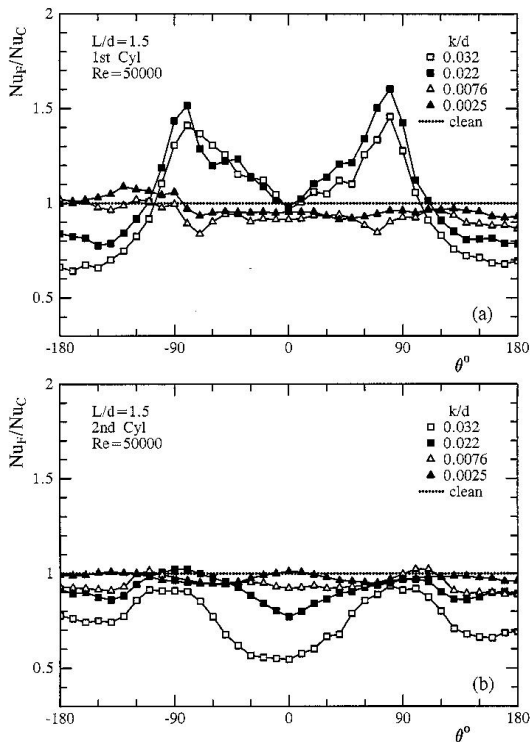 Nu_F/Nu_C
2
1.5
1
0.5
L/d=1.5
1st Cyl
Re=50000
k/d
0.032
0.022
0.0076
0.0025
clean
(a)
-180 -90 0 90 180
θ°
Nu_F/Nu_C
2
1.5
1
0.5
L/d=1.5
2nd Cyl
Re=50000
k/d
0.032
0.022
0.0076
0.0025
clean
(b)
-180 -90 0 90 180
θ°